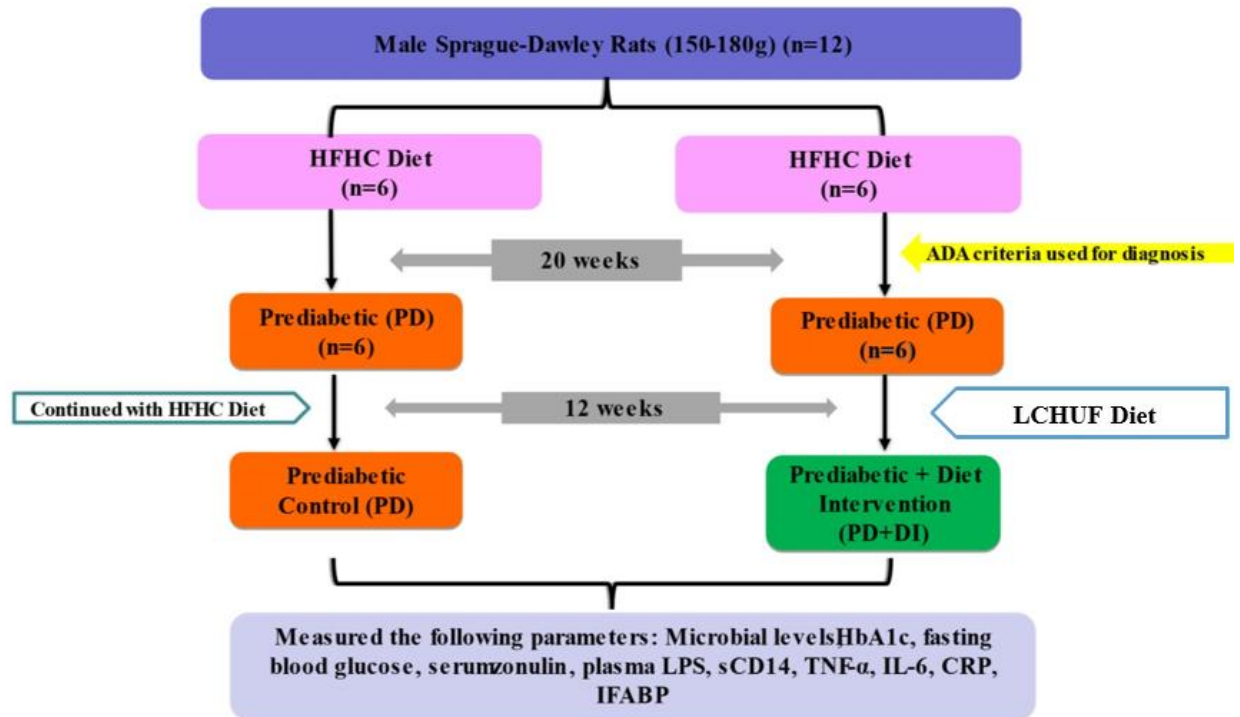 Male Sprague-Dawley Rats (150-180g) (n=12)
HFHC Diet
(n=6)
HFHC Diet
(n=6)
20 weeks
ADA criteria used for diagnosis
Prediabetic (PD)
(n=6)
Prediabetic (PD)
(n=6)
Continued with HFHC Diet
12 weeks
LCHUF Diet
Prediabetic
Control (PD)
Prediabetic + Diet
Intervention
(PD+DI)
Measured the following parameters: Microbial levels,HbA1c, fasting
blood glucose, serumzonulin, plasma LPS, sCD14, TNF-α, IL-6, CRP,
IFABP